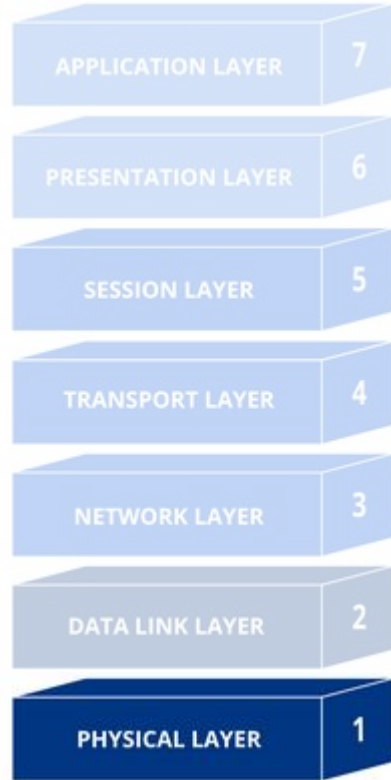 APPLICATION LAYER 7
PRESENTATION LAYER 6
SESSION LAYER 5
TRANSPORT LAYER 4
NETWORK LAYER 3
DATA LINK LAYER 2
PHYSICAL LAYER 1